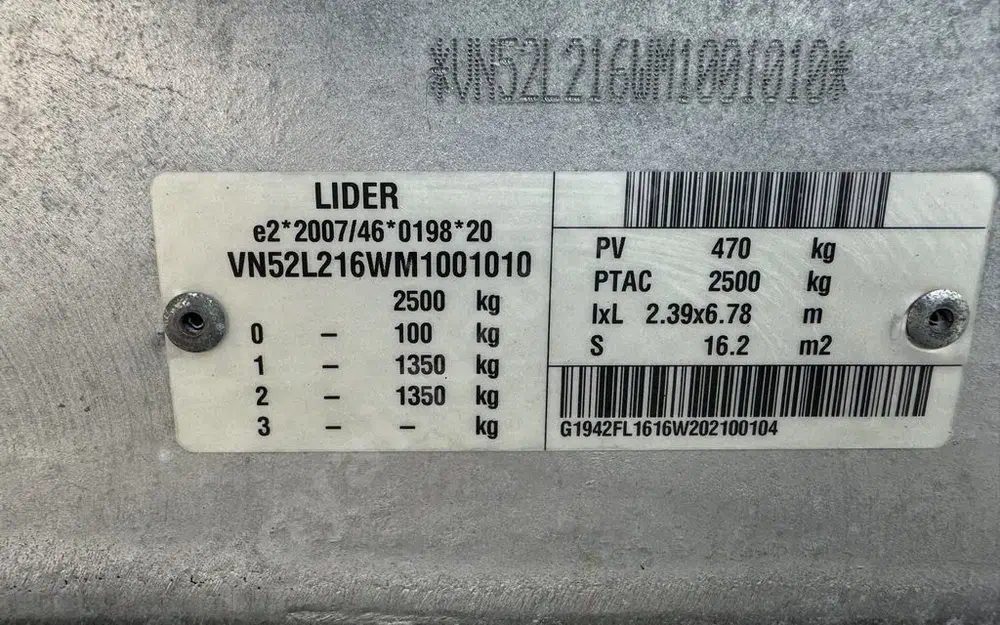 *VN52L216WM1001010*
LIDER
e2*2007/46*0198*20
VN52L216WM1001010
2500 kg
0 – 100 kg
1 – 1350 kg
2 – 1350 kg
3 – – kg
PV 470 kg
PTAC 2500 kg
lxL 2.39x6.78 m
S 16.2 m2
G1942FL1616W202100104